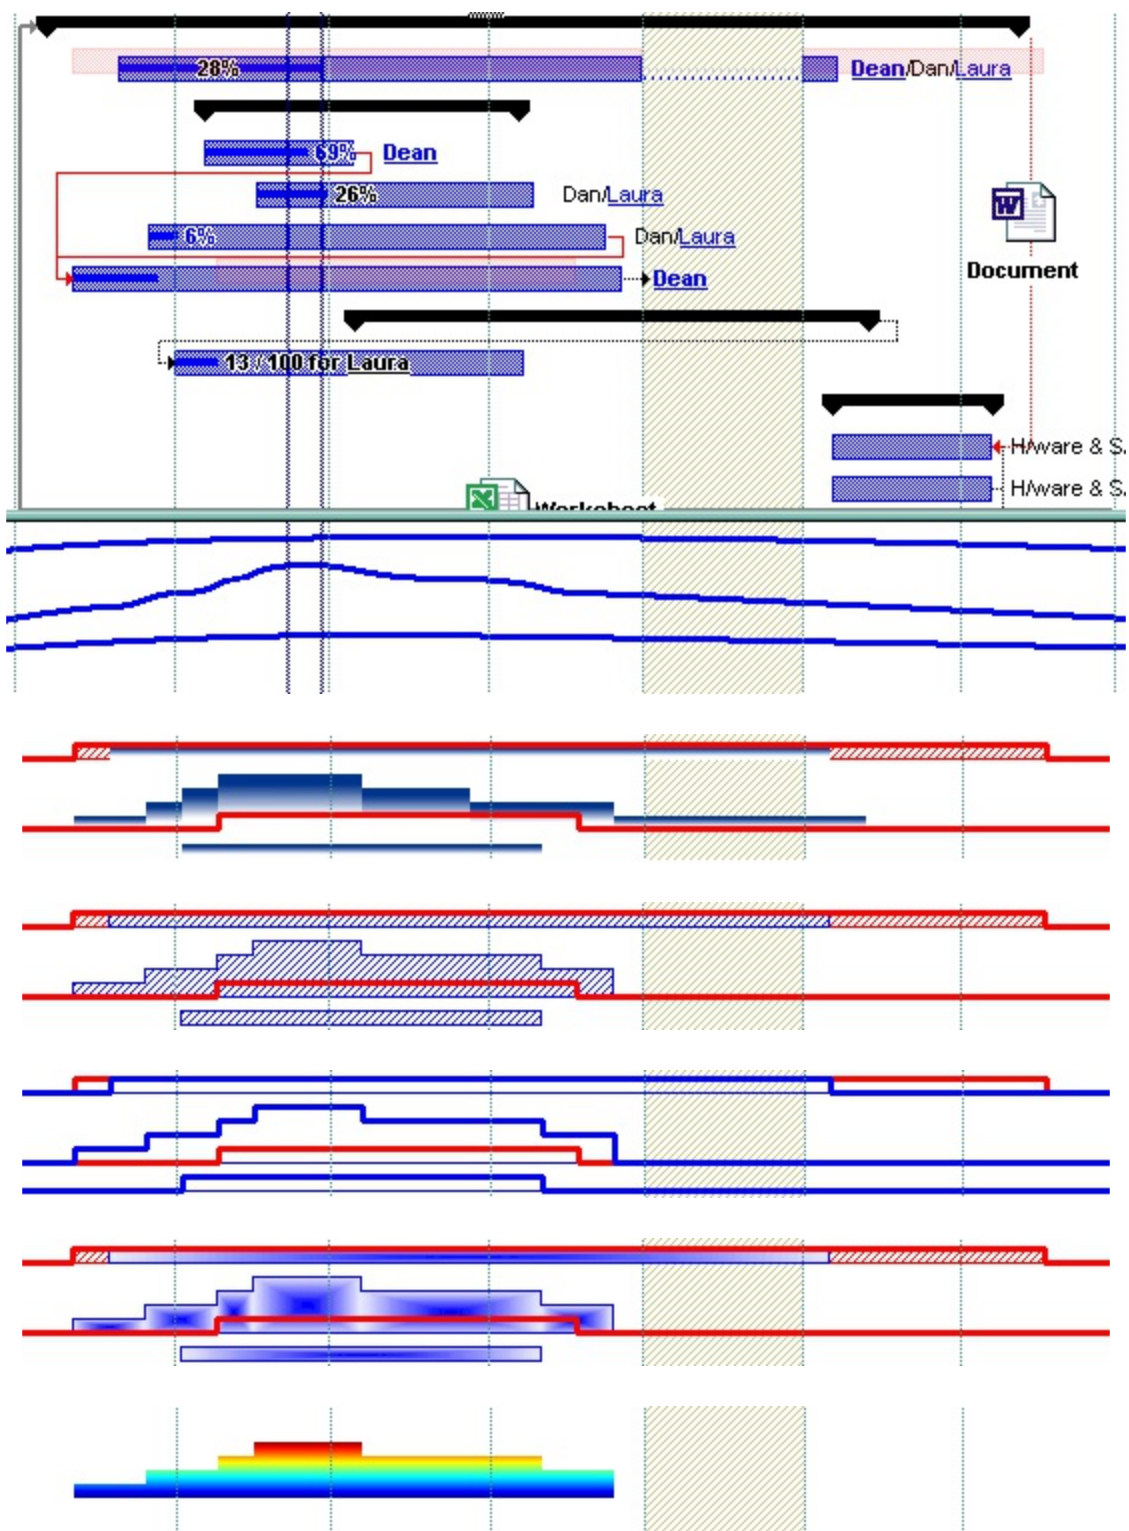 28% Dean/Dan/Laura
69% Dean
26% Dan/Laura
6% Dan/Laura
Document
Dean
13 / 100 for Laura
H/ware & S.
H/ware & S.
Worksheet